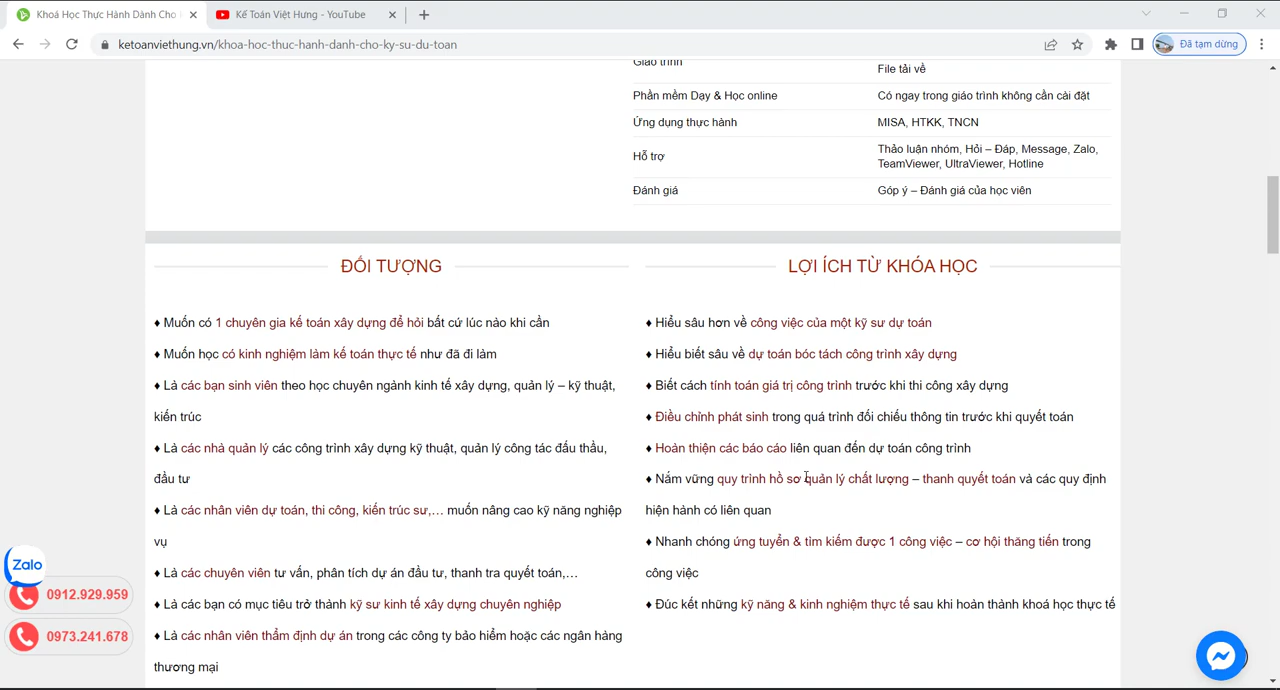 Khoá Học Thực Hành Dành Cho
Kế Toán Việt Hưng - YouTube
ketoanviethung.vn/khoa-hoc-thuc-hanh-danh-cho-ky-su-du-toan
Đã tạm dừng
Giáo trình
File tải về
Phần mềm Dạy & Học online
Có ngay trong giáo trình không cần cài đặt
Ứng dụng thực hành
MISA, HTKK, TNCN
Hỗ trợ
Thảo luận nhóm, Hỏi – Đáp, Message, Zalo,
TeamViewer, UltraViewer, Hotline
Đánh giá
Góp ý – Đánh giá của học viên
ĐỐI TƯỢNG
♦ Muốn có 1 chuyên gia kế toán xây dựng để hỏi bất cứ lúc nào khi cần
♦ Muốn học có kinh nghiệm làm kế toán thực tế như đã đi làm
♦ Là các bạn sinh viên theo học chuyên ngành kinh tế xây dựng, quản lý – kỹ thuật,
kiến trúc
♦ Là các nhà quản lý các công trình xây dựng kỹ thuật, quản lý công tác đấu thầu,
đầu tư
♦ Là các nhân viên dự toán, thi công, kiến trúc sư,… muốn nâng cao kỹ năng nghiệp
vụ
♦ Là các chuyên viên tư vấn, phân tích dự án đầu tư, thanh tra quyết toán,…
♦ Là các bạn có mục tiêu trở thành kỹ sư kinh tế xây dựng chuyên nghiệp
♦ Là các nhân viên thẩm định dự án trong các công ty bảo hiểm hoặc các ngân hàng
thương mại
LỢI ÍCH TỪ KHÓA HỌC
♦ Hiểu sâu hơn về công việc của một kỹ sư dự toán
♦ Hiểu biết sâu về dự toán bóc tách công trình xây dựng
♦ Biết cách tính toán giá trị công trình trước khi thi công xây dựng
♦ Điều chỉnh phát sinh trong quá trình đối chiếu thông tin trước khi quyết toán
♦ Hoàn thiện các báo cáo liên quan đến dự toán công trình
♦ Nắm vững quy trình hồ sơ quản lý chất lượng – thanh quyết toán và các quy định
hiện hành có liên quan
♦ Nhanh chóng ứng tuyển & tìm kiếm được 1 công việc – cơ hội thăng tiến trong
công việc
♦ Đúc kết những kỹ năng & kinh nghiệm thực tế sau khi hoàn thành khoá học thực tế
Zalo
0912.929.959
0973.241.678